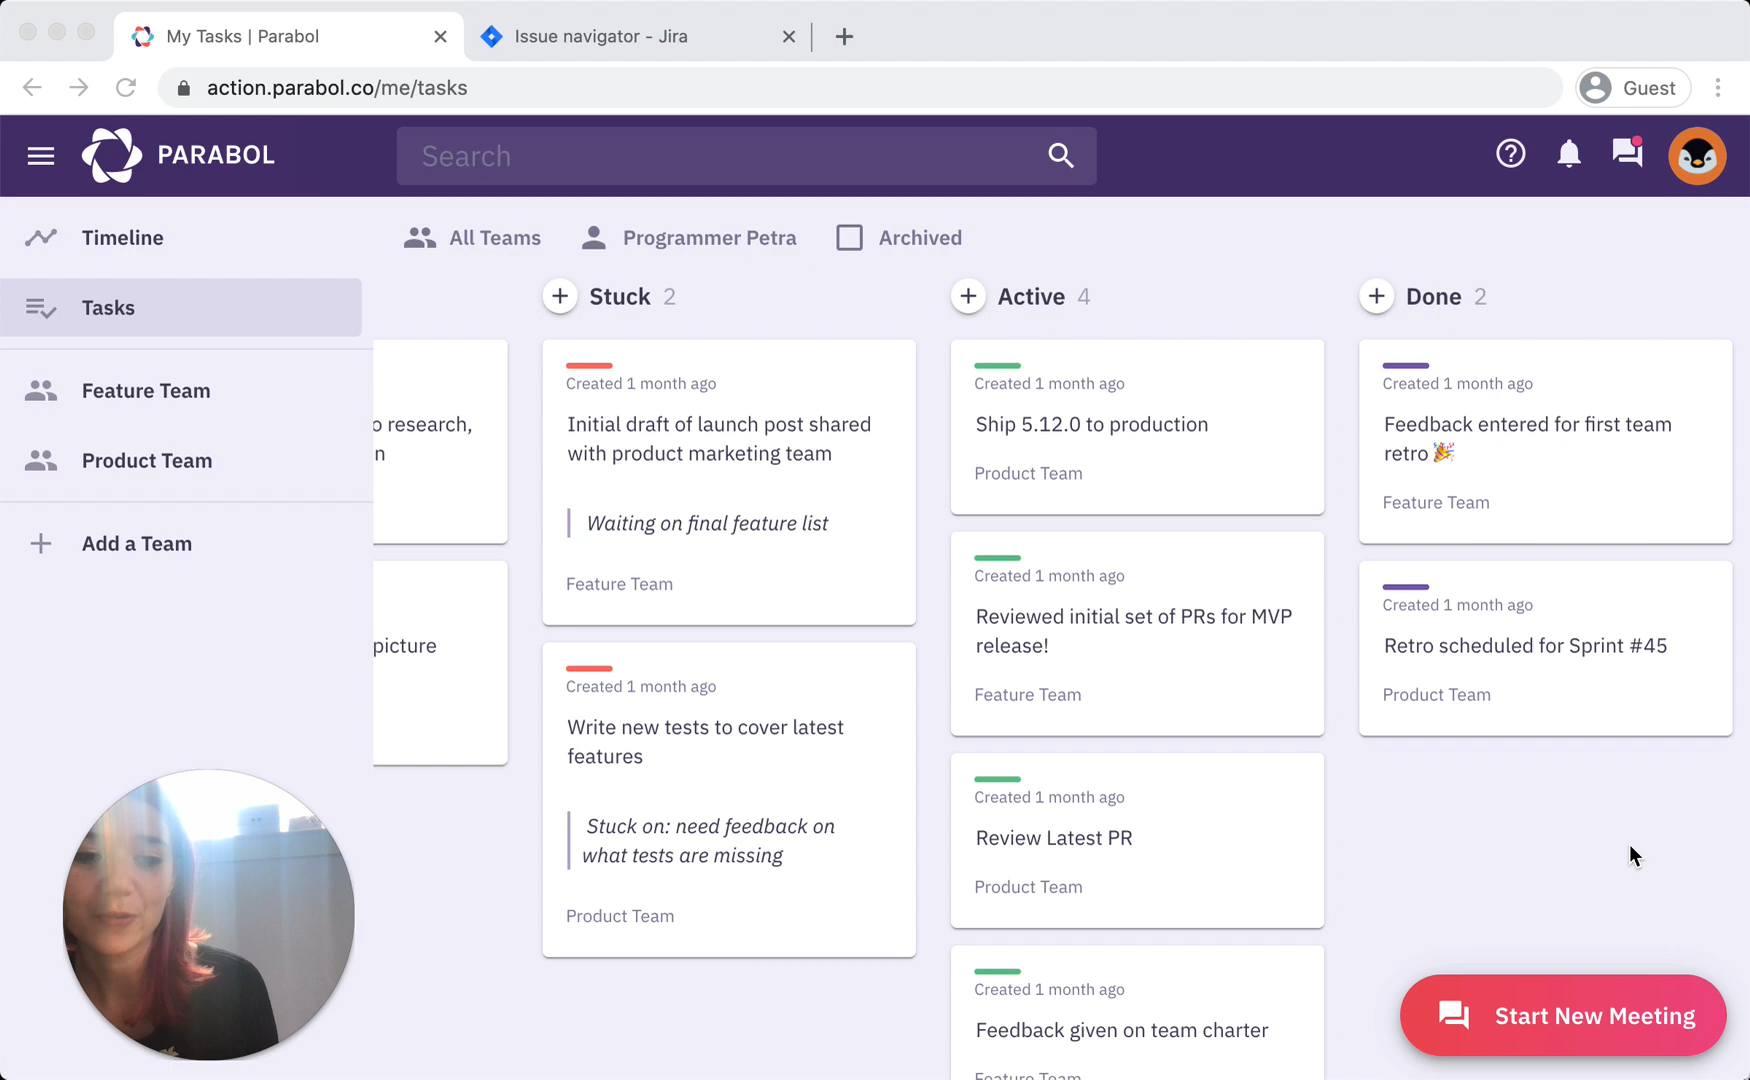 My Tasks | Parabol
Issue navigator - Jira
action.parabol.co/me/tasks
Guest
PARABOL
Search
Timeline
Tasks
Feature Team
Product Team
Add a Team
All Teams
Programmer Petra
Archived
research,
n
picture
Stuck 2
Created 1 month ago
Initial draft of launch post shared
with product marketing team
Waiting on final feature list
Feature Team
Created 1 month ago
Write new tests to cover latest
features
Stuck on: need feedback on
what tests are missing
Product Team
Active 4
Created 1 month ago
Ship 5.12.0 to production
Product Team
Created 1 month ago
Reviewed initial set of PRs for MVP
release!
Feature Team
Created 1 month ago
Review Latest PR
Product Team
Created 1 month ago
Feedback given on team charter
Feature Team
Done 2
Created 1 month ago
Feedback entered for first team
retro 🎉
Feature Team
Created 1 month ago
Retro scheduled for Sprint #45
Product Team
Start New Meeting